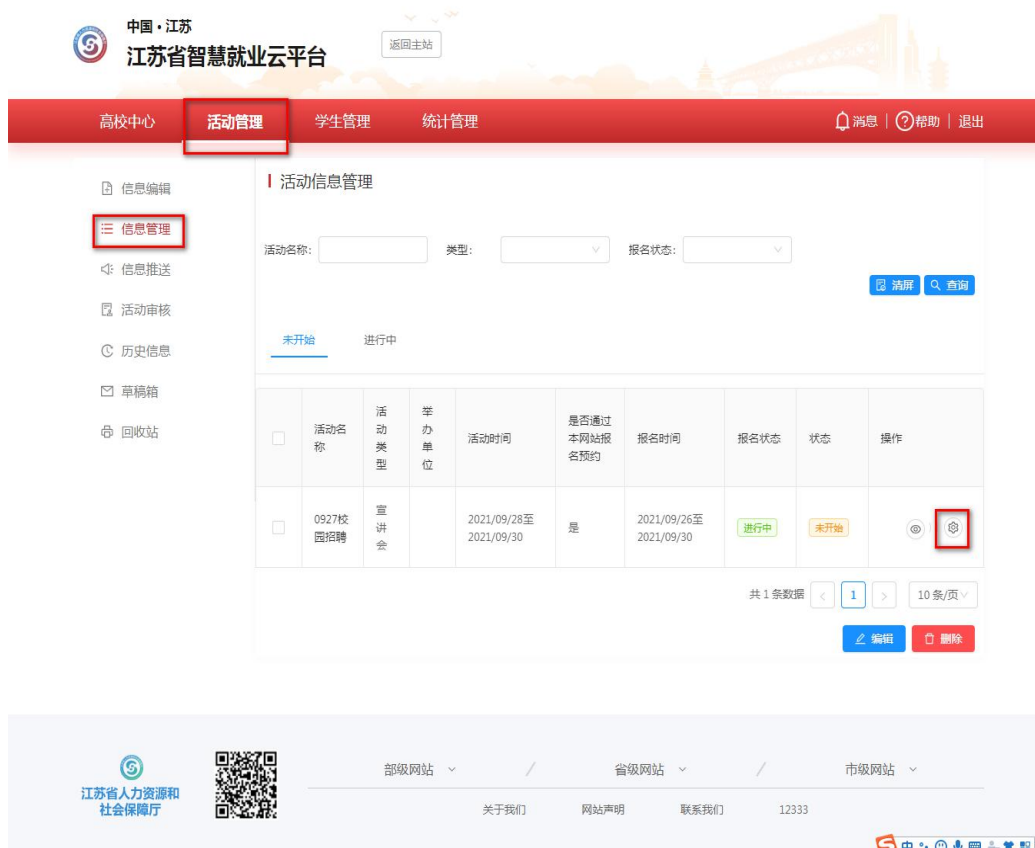 中国·江苏
江苏省智慧就业云平台
返回主站
高校中心 活动管理 学生管理 统计管理 消息 | ?帮助 | 退出
信息编辑
信息管理
信息推送
活动审核
历史信息
草稿箱
回收站
活动信息管理
活动名称: 类型: 报名状态:
清屏 查询
未开始 进行中
活动名称 活动类型 举办单位 活动时间 是否通过本网站报名预约 报名时间 报名状态 状态 操作
0927校园招聘 宣讲会 2021/09/28至2021/09/30 是 2021/09/26至2021/09/30 进行中 未开始
共 1 条数据 < 1 > 10 条/页
编辑 删除
江苏省人力资源和
社会保障厅
部级网站 / 省级网站 / 市级网站
关于我们 网站声明 联系我们 12333
中